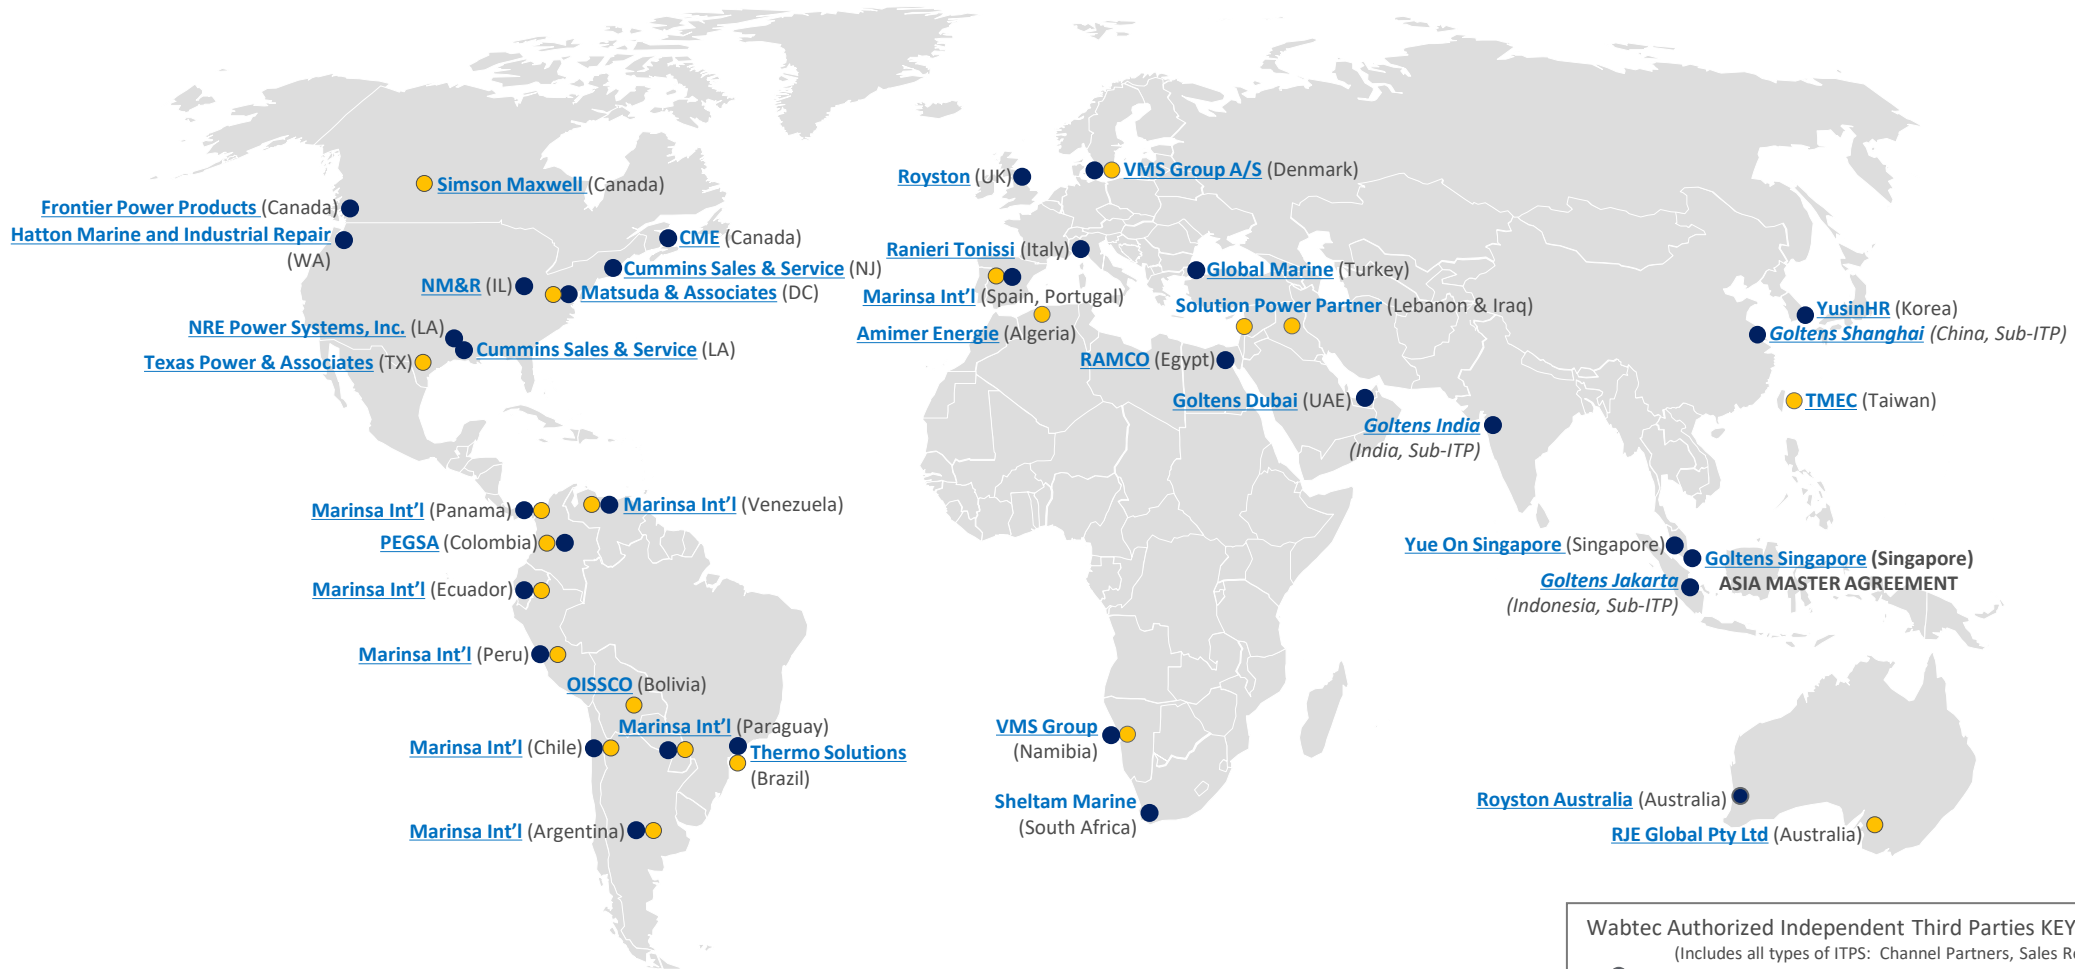 Simson Maxwell (Canada)
Frontier Power Products (Canada)
Hatton Marine and Industrial Repair
(WA)
CME (Canada)
Cummins Sales & Service (NJ)
NM&R (IL)
Matsuda & Associates (DC)
NRE Power Systems, Inc. (LA)
Cummins Sales & Service (LA)
Texas Power & Associates (TX)
Marinsa Int'l (Panama)
Marinsa Int'l (Venezuela)
PEGSA (Colombia)
Marinsa Int'l (Ecuador)
Marinsa Int'l (Peru)
OISSCO (Bolivia)
Marinsa Int'l (Paraguay)
Marinsa Int'l (Chile)
Thermo Solutions
(Brazil)
Marinsa Int'l (Argentina)
Royston (UK)
VMS Group A/S (Denmark)
Ranieri Tonissi (Italy)
Global Marine (Turkey)
Marinsa Int'l (Spain, Portugal)
Solution Power Partner (Lebanon & Iraq)
Amimer Energie (Algeria)
RAMCO (Egypt)
Goltens Dubai (UAE)
Goltens India
(India, Sub-ITP)
VMS Group
(Namibia)
Sheltam Marine
(South Africa)
YusinHR (Korea)
Goltens Shanghai (China, Sub-ITP)
TMEC (Taiwan)
Yue On Singapore (Singapore)
Goltens Singapore (Singapore)
ASIA MASTER AGREEMENT
Goltens Jakarta
(Indonesia, Sub-ITP)
Royston Australia (Australia)
RJE Global Pty Ltd (Australia)
Wabtec Authorized Independent Third Parties KEY
(Includes all types of ITPS: Channel Partners, Sales